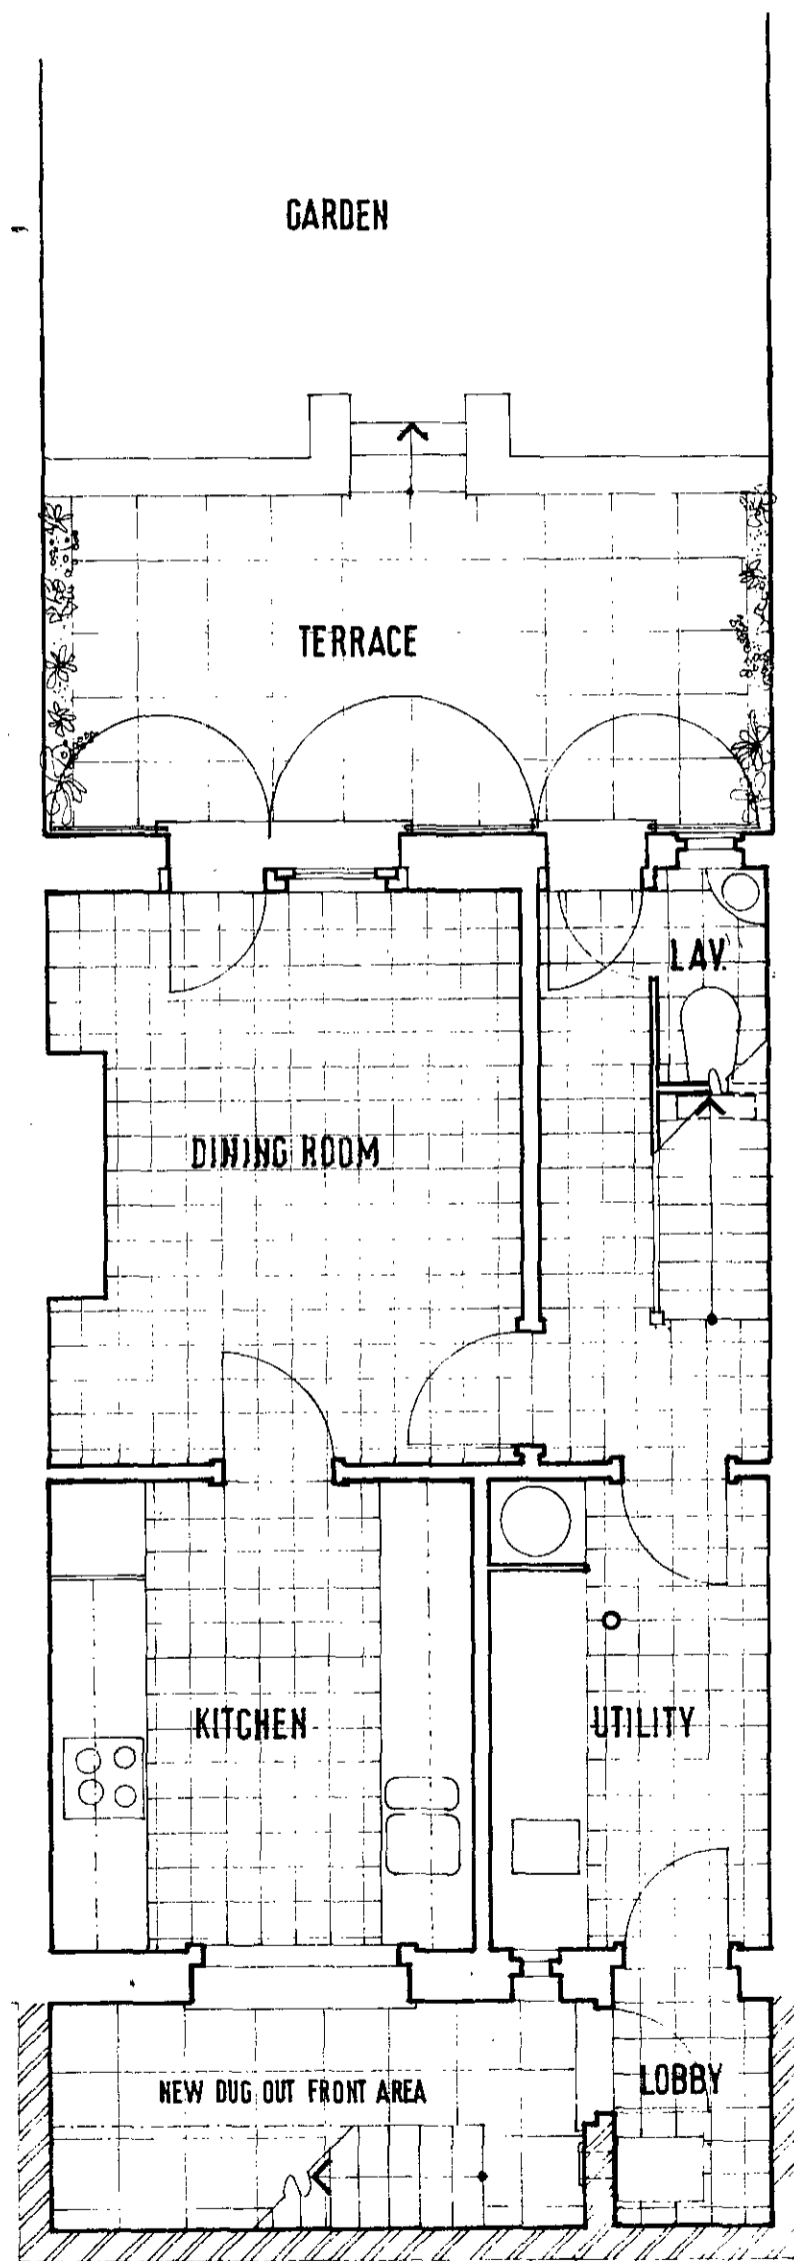 GARDEN
TERRACE
LAV.
DINING ROOM
KITCHEN
UTILITY
NEW DUG OUT FRONT AREA
LOBBY